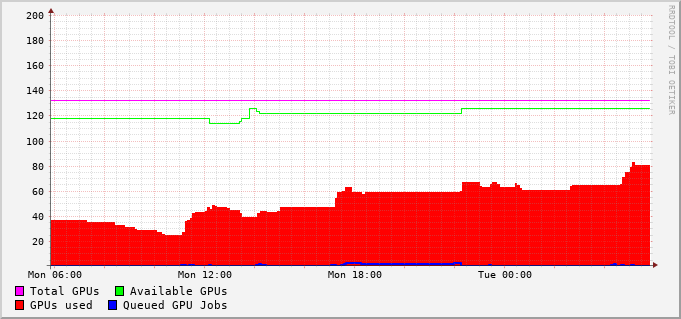 200
180
160
140
120
100
80
60
40
20
Mon 06:00 Mon 12:00 Mon 18:00 Tue 00:00
Total GPUs Available GPUs
GPUs used Queued GPU Jobs
RRDTOOL / TOBI OETIKER